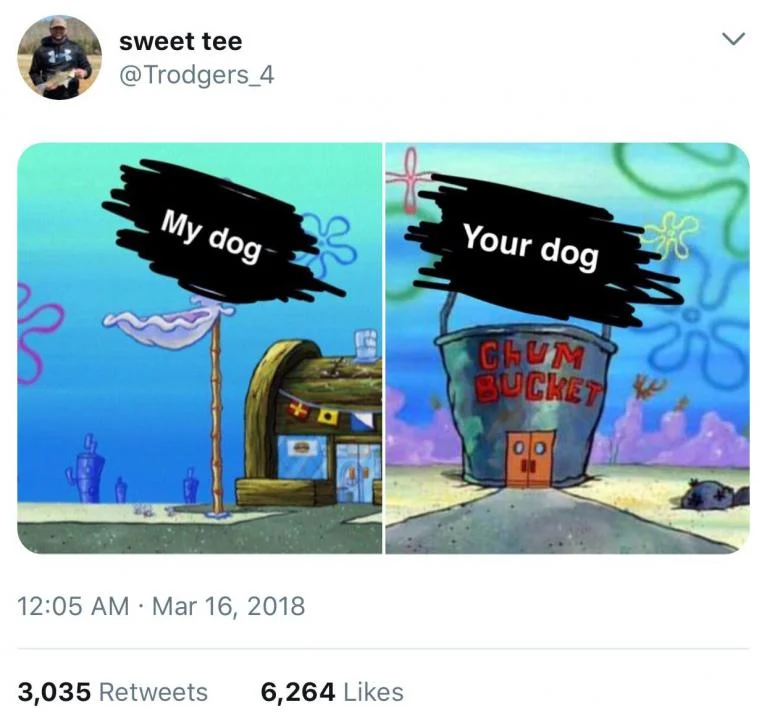 sweet tee
@Trodgers_4
My dog
Your dog
CHUM
BUCKET
12:05 AM · Mar 16, 2018
3,035 Retweets 6,264 Likes